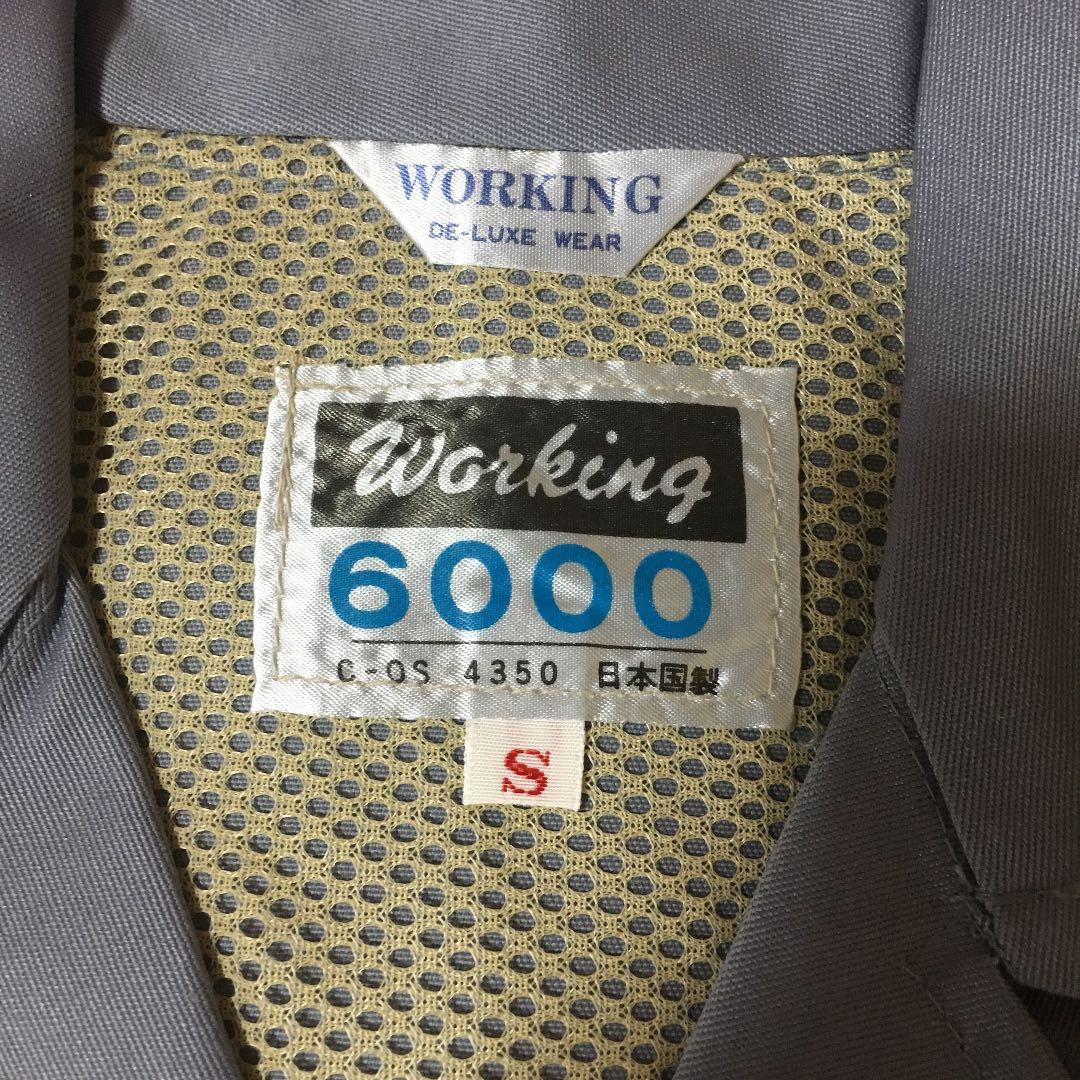 WORKING
DE-LUXE WEAR
Working
6000
C-OS 4350 日本国製
S